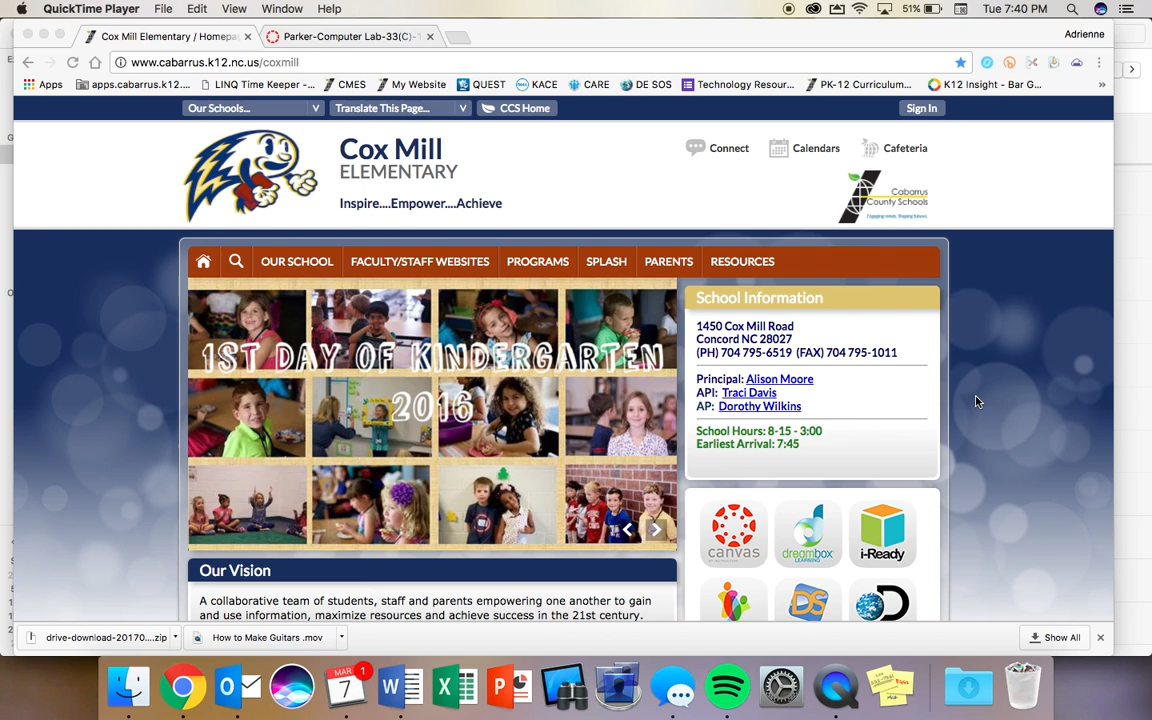 QuickTime Player File Edit View Window Help 51% Tue 7:40 PM
Cox Mill Elementary / Homepa Parker-Computer Lab-33(C)- Adrienne
www.cabarrus.k12.nc.us/coxmill
Apps apps.cabarrus.k12.... LINQ Time Keeper -... CMES My Website QUEST KACE CARE DE SOS Technology Resour... PK-12 Curriculum... K12 Insight - Bar G... »
Our Schools... Translate This Page... CCS Home Sign In
Cox Mill
ELEMENTARY
Inspire....Empower....Achieve
Connect Calendars Cafeteria
Cabarrus
County Schools
OUR SCHOOL FACULTY/STAFF WEBSITES PROGRAMS SPLASH PARENTS RESOURCES
1ST DAY OF KINDERGARTEN
2016
School Information
1450 Cox Mill Road
Concord NC 28027
(PH) 704 795-6519 (FAX) 704 795-1011
Principal: Alison Moore
API: Traci Davis
AP: Dorothy Wilkins
School Hours: 8-15 - 3:00
Earliest Arrival: 7:45
canvas dreambox i-Ready
LEARNING
DS D
Our Vision
A collaborative team of students, staff and parents empowering one another to gain
and use information, maximize resources and achieve success in the 21st century.
drive-download-20170....zip How to Make Guitars .mov Show All
MAR 1
7 W X P